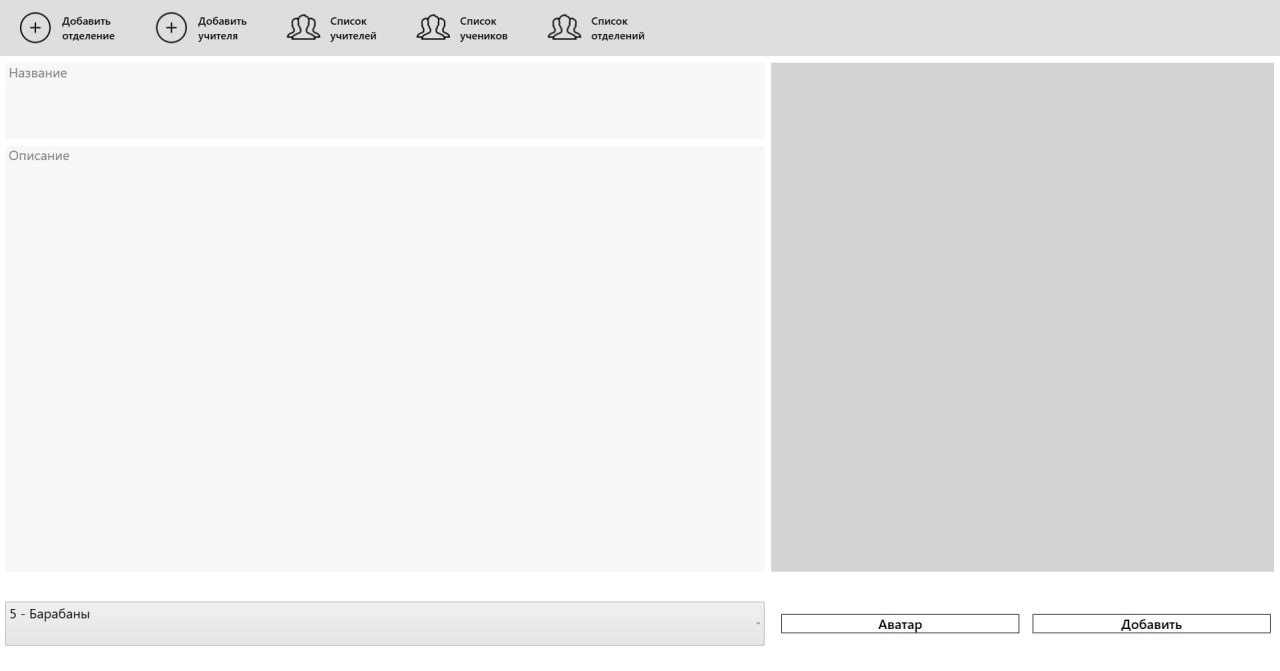 Добавить
отделение
Добавить
учителя
Список
учителей
Список
учеников
Список
отделений
Название
Описание
5 - Барабаны
Аватар
Добавить